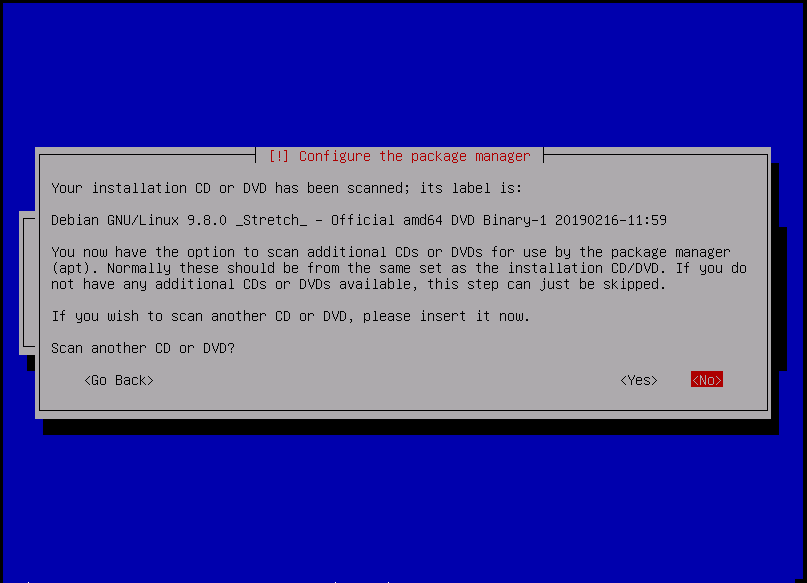 [!] Configure the package manager
Your installation CD or DVD has been scanned; its label is:
Debian GNU/Linux 9.8.0 _Stretch_ - Official amd64 DVD Binary-1 20190216-11:59
You now have the option to scan additional CDs or DVDs for use by the package manager
(apt). Normally these should be from the same set as the installation CD/DVD. If you do
not have any additional CDs or DVDs available, this step can just be skipped.
If you wish to scan another CD or DVD, please insert it now.
Scan another CD or DVD?
<Go Back> <Yes> <No>